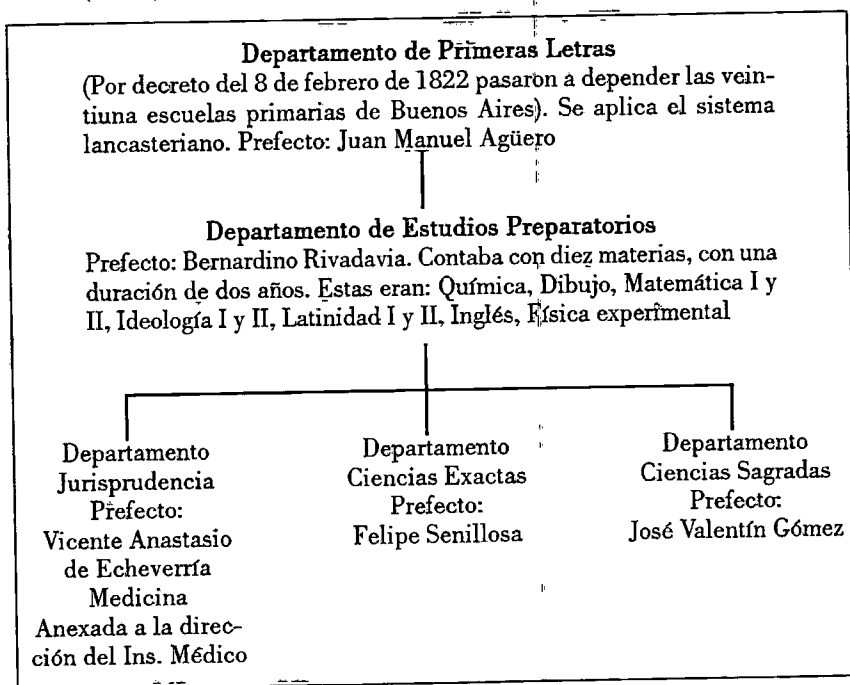 Departamento de Primeras Letras
(Por decreto del 8 de febrero de 1822 pasaron a depender las vein-
tiuna escuelas primarias de Buenos Aires). Se aplica el sistema
lancasteriano. Prefecto: Juan Manuel Agüero
Departamento de Estudios Preparatorios
Prefecto: Bernardino Rivadavia. Contaba con diez materias, con una
duración de dos años. Estas eran: Química, Dibujo, Matemática I y
II, Ideología I y II, Latinidad I y II, Inglés, Física experimental
Departamento
Jurisprudencia
Prefecto:
Vicente Anastasio
de Echeverría
Medicina
Anexada a la direc-
ción del Ins. Médico
Departamento
Ciencias Exactas
Prefecto:
Felipe Senillosa
Departamento
Ciencias Sagradas
Prefecto:
José Valentín Gómez